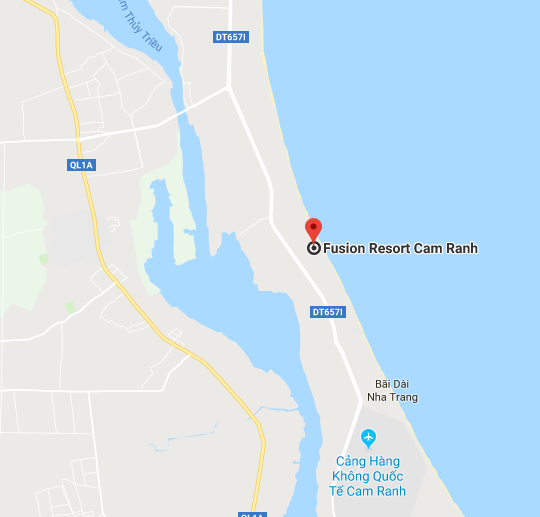 m Thủy Triều
DT657I
QL1A
Fusion Resort Cam Ranh
DT657I
Bãi Dài
Nha Trang
Cảng Hàng
Không Quốc
Tế Cam Ranh
QL1A